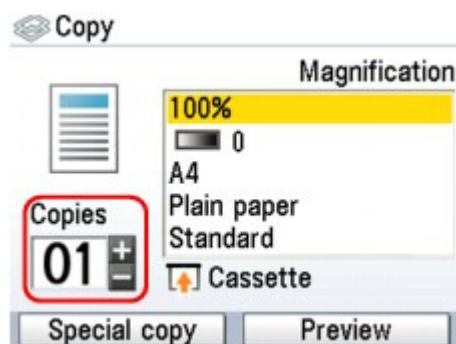 Copy
Magnification
100%
0
A4
Plain paper
Standard
Copies
01 + -
Cassette
Special copy
Preview